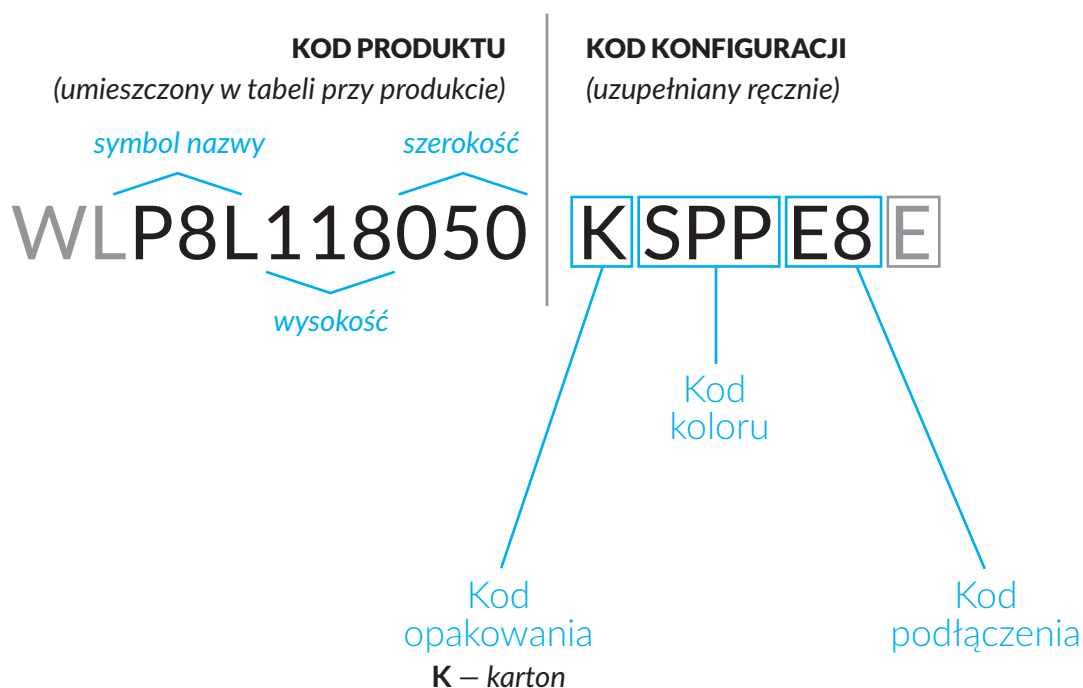 KOD PRODUKTU
(umieszczony w tabeli przy produkcie)
KOD KONFIGURACJI
(uzupełniany ręcznie)
symbol nazwy
szerokość
WLP8L118050 K SPP E8 E
wysokość
Kod
koloru
Kod
opakowania
K – karton
Kod
podłączenia